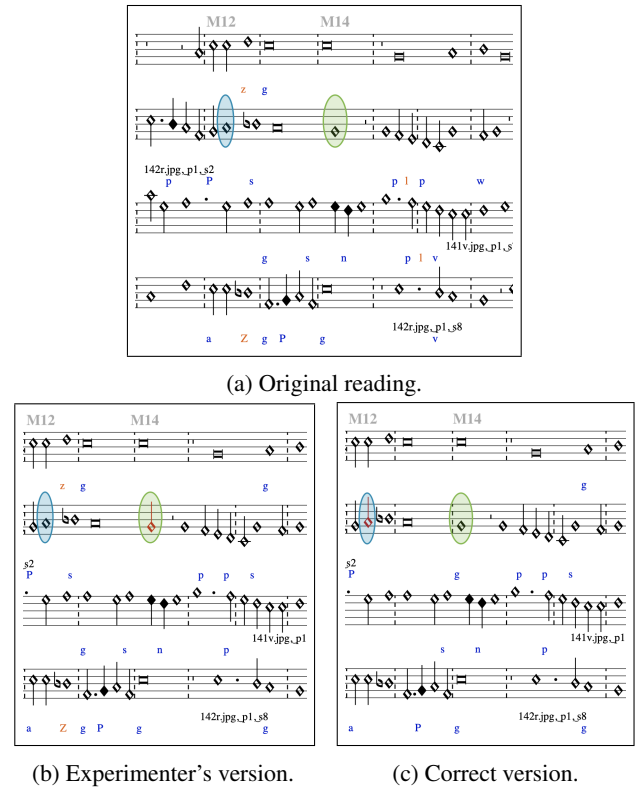 M12 M14
z g
142r.jpg_p1_s2
p P s p l p w
141v.jpg_p1_s
g s n p l v
142r.jpg_p1_s8
a Z g P g v
(a) Original reading.
M12 M14
z g g
s2
P s p p s
141v.jpg_p1
g s n p
142r.jpg_p1_s8
a Z g P g g
(b) Experimenter's version.
M12 M14
g
s2
P g p p s
141v.jpg_p1
s n p
142r.jpg_p1_s8
a P g g
(c) Correct version.